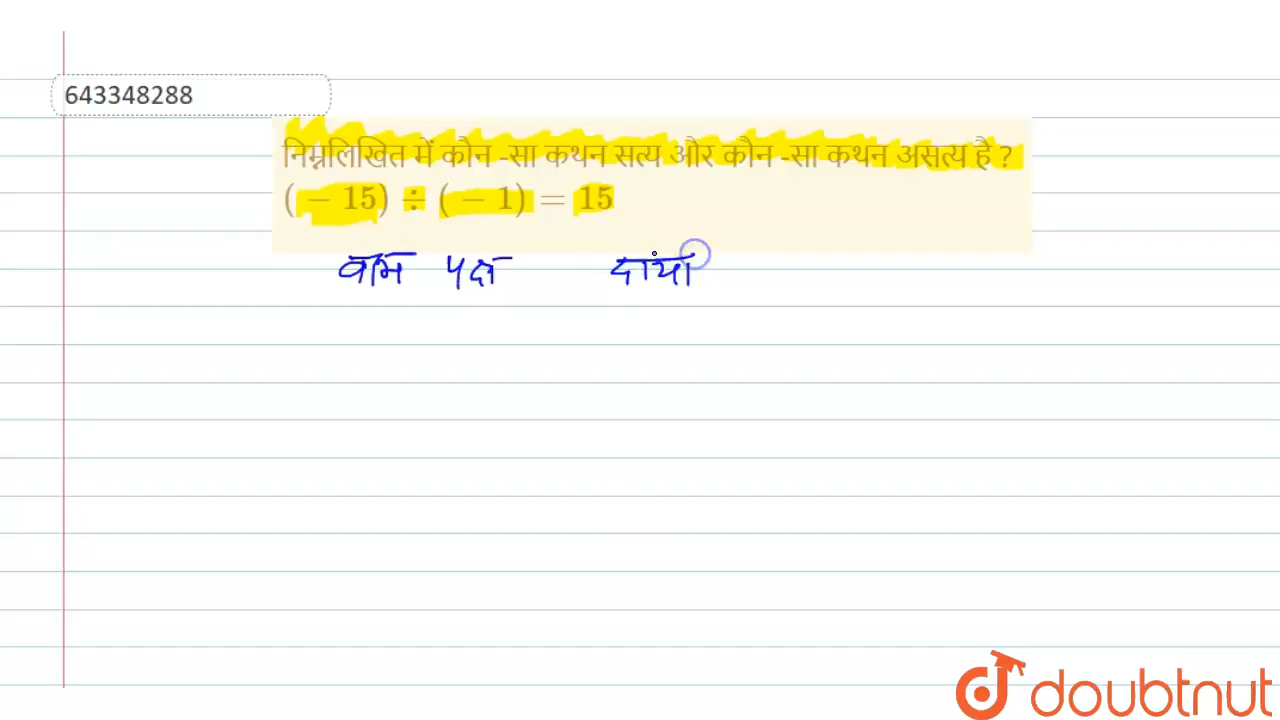 643348288
निम्नलिखित में कौन -सा कथन सत्य और कौन -सा कथन असत्य है ?
( − 15) ÷ ( − 1) = 15
वाम पक्ष दांया
doubtnut